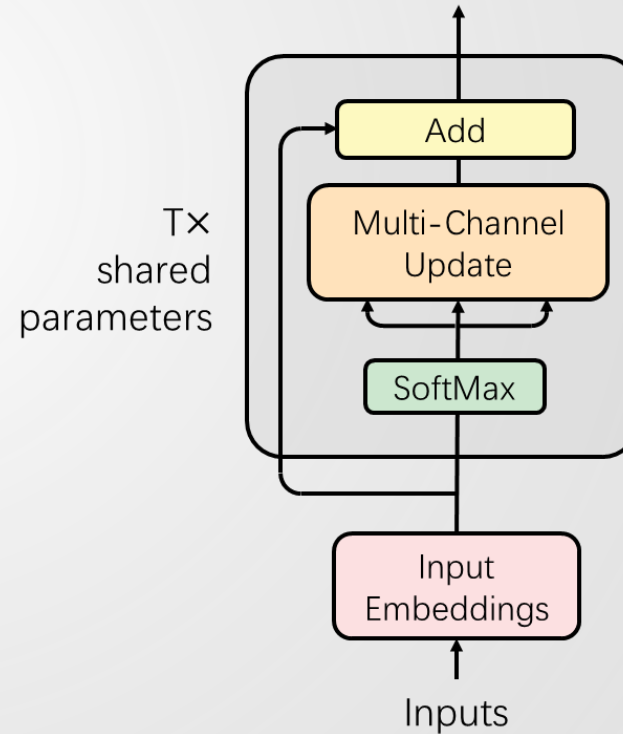 Add
Multi-Channel
Update
T×
shared
parameters
SoftMax
Input
Embeddings
Inputs